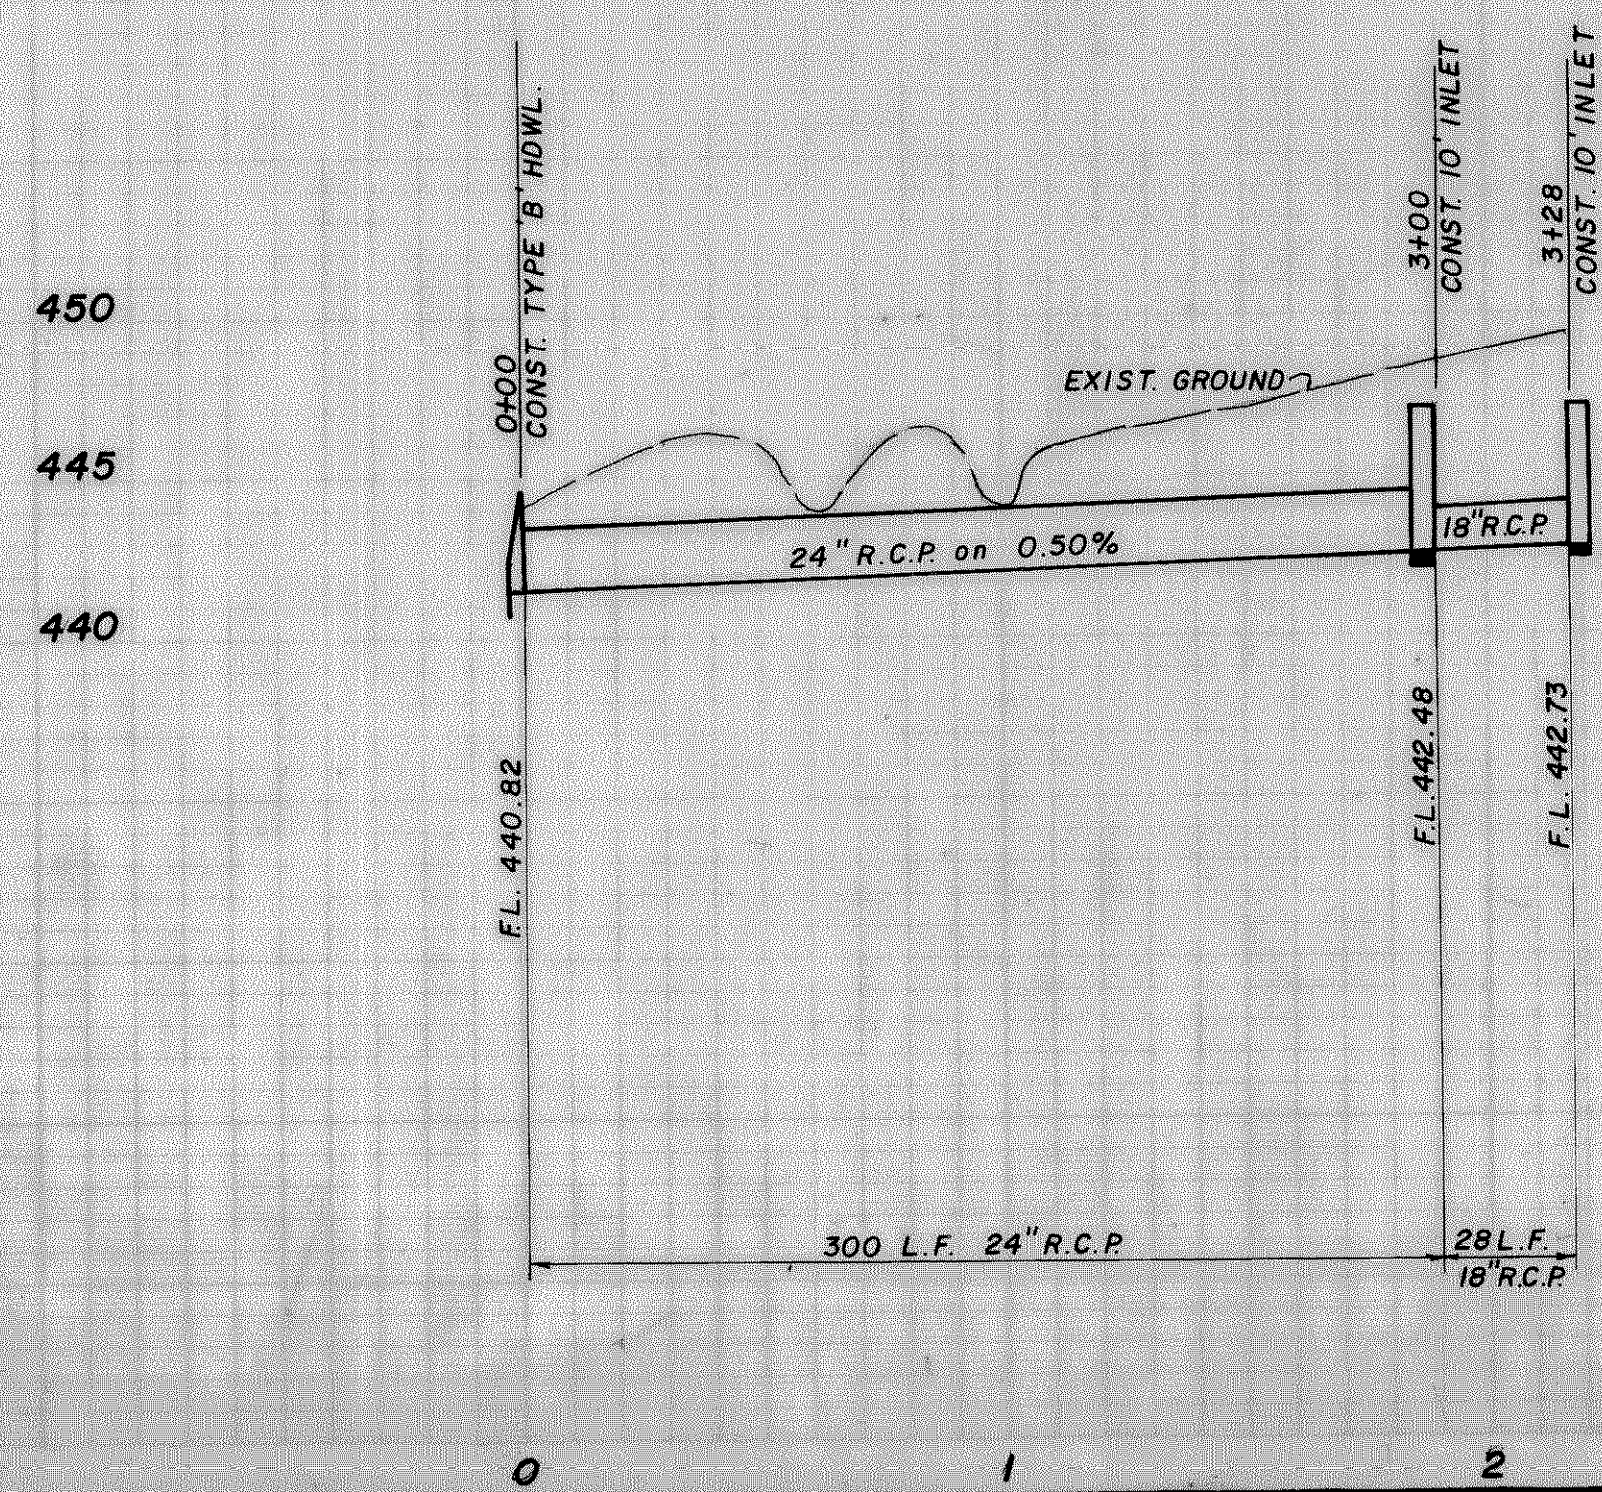 0+00
CONST. TYPE 'B' HDWL.
3+00
CONST. 10' INLET
3+28
CONST. 10' INLET
450
445
440
EXIST. GROUND
24" R.C.P. on 0.50%
18" R.C.P.
F.L. 440.82
F.L. 442.48
F.L. 442.73
300 L.F. 24" R.C.P.
28 L.F.
18" R.C.P.
0 1 2